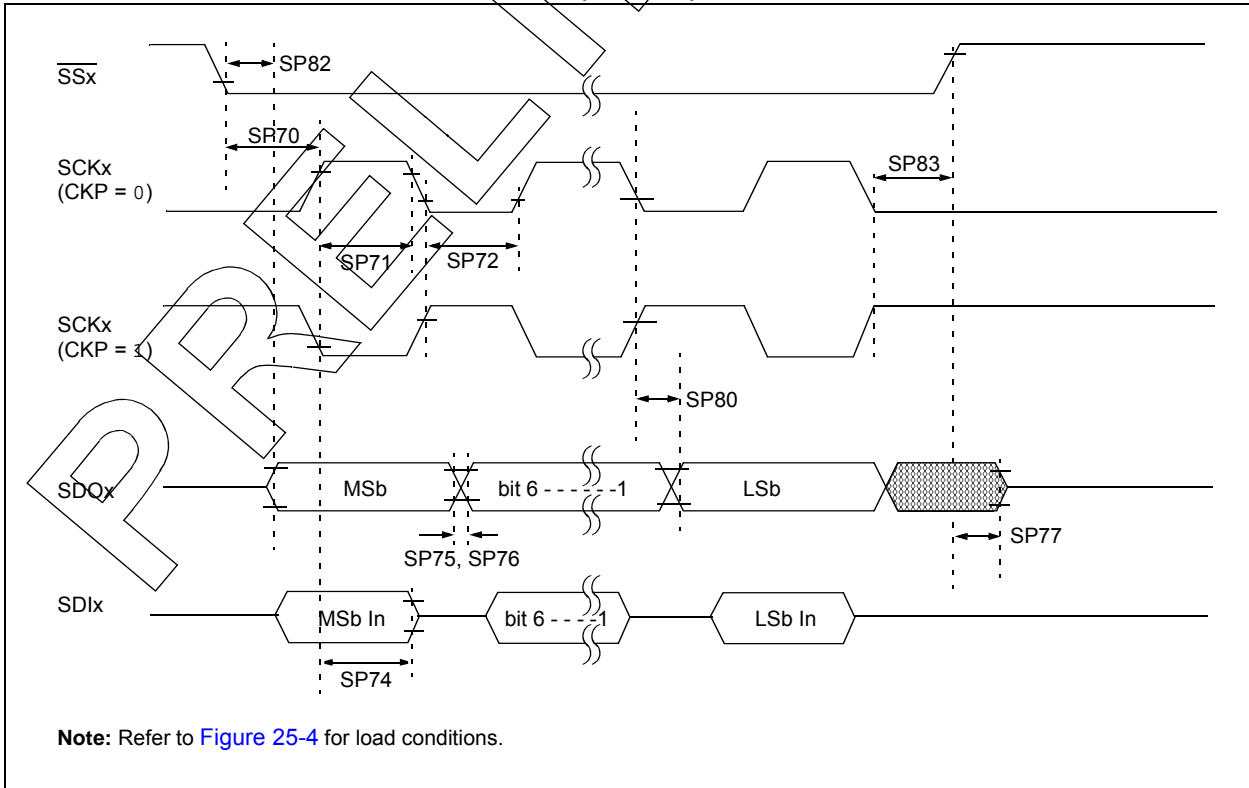 SSx
SP82
SP70
SCKx
(CKP = 0)
SP83
SP71
SP72
SCKx
(CKP = 1)
SP80
SDOx
MSb
bit 6 - - - - - -1
LSb
SP77
SP75, SP76
SDIx
MSb In
bit 6 - - - -1
LSb In
SP74
Note: Refer to Figure 25-4 for load conditions.
PREL